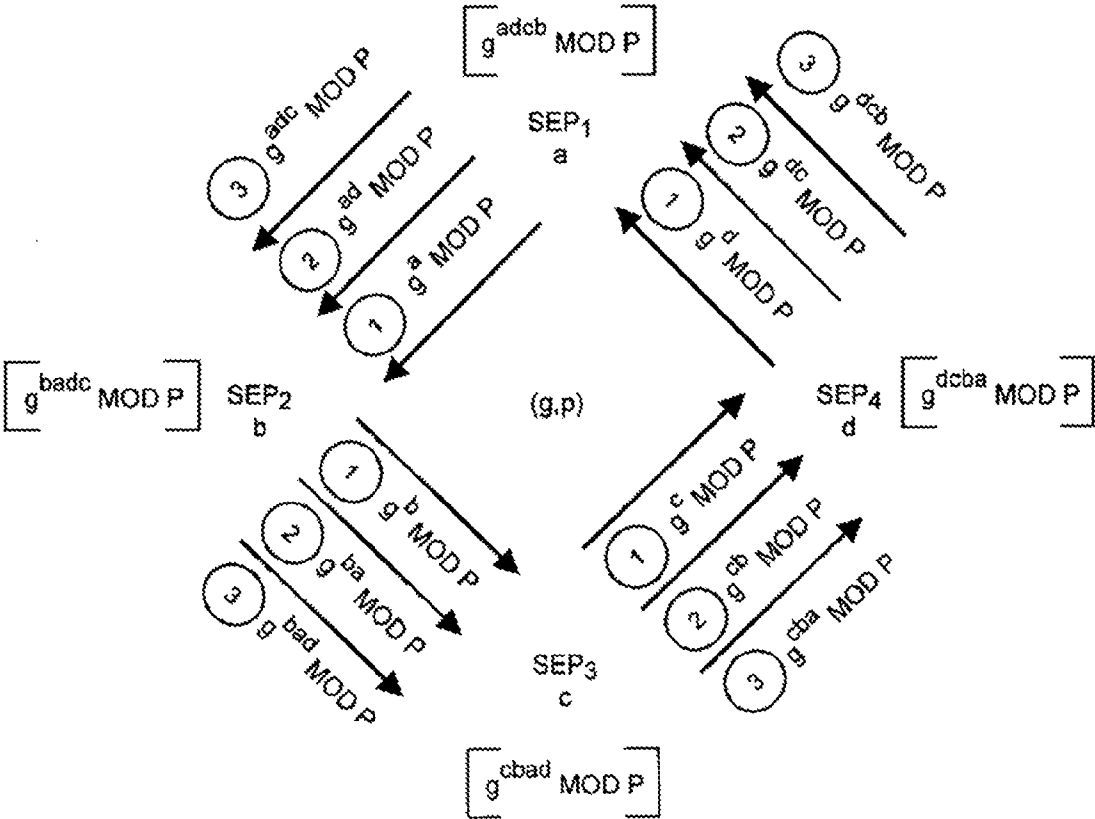 [g^adcb MOD P]
SEP₁
a
3 g^adc MOD P
2 g^ad MOD P
1 g^a MOD P
3 g^dcb MOD P
2 g^dc MOD P
1 g^d MOD P
[g^badc MOD P]
SEP₂
b
(g,p)
SEP₄
d
[g^dcba MOD P]
1 g^b MOD P
2 g^ba MOD P
3 g^bad MOD P
1 g^c MOD P
2 g^cb MOD P
3 g^cba MOD P
SEP₃
c
[g^cbad MOD P]